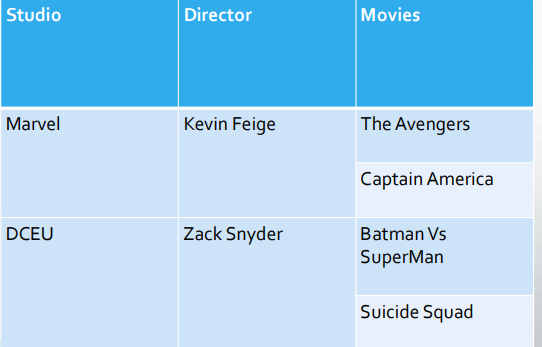 Studio Director Movies
Marvel Kevin Feige The Avengers
Captain America
DCEU Zack Snyder Batman Vs
SuperMan
Suicide Squad